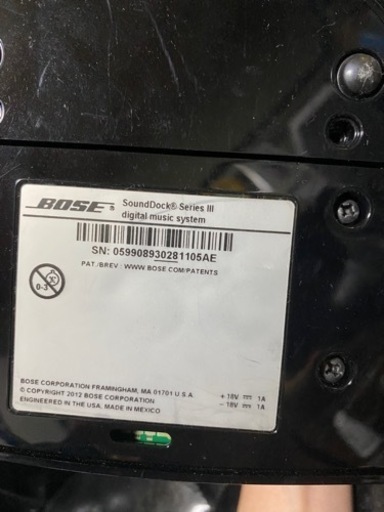 BOSE® SoundDock® Series III
digital music system
SN: 059908930281105AE
PAT./BREV.: WWW.BOSE.COM/PATENTS
0-3
BOSE CORPORATION FRAMINGHAM, MA 01701 U.S.A.
© COPYRIGHT 2012 BOSE CORPORATION
ENGINEERED IN THE USA, MADE IN MEXICO
+ 18V ⎓ 1A
– 18V ⎓ 1A